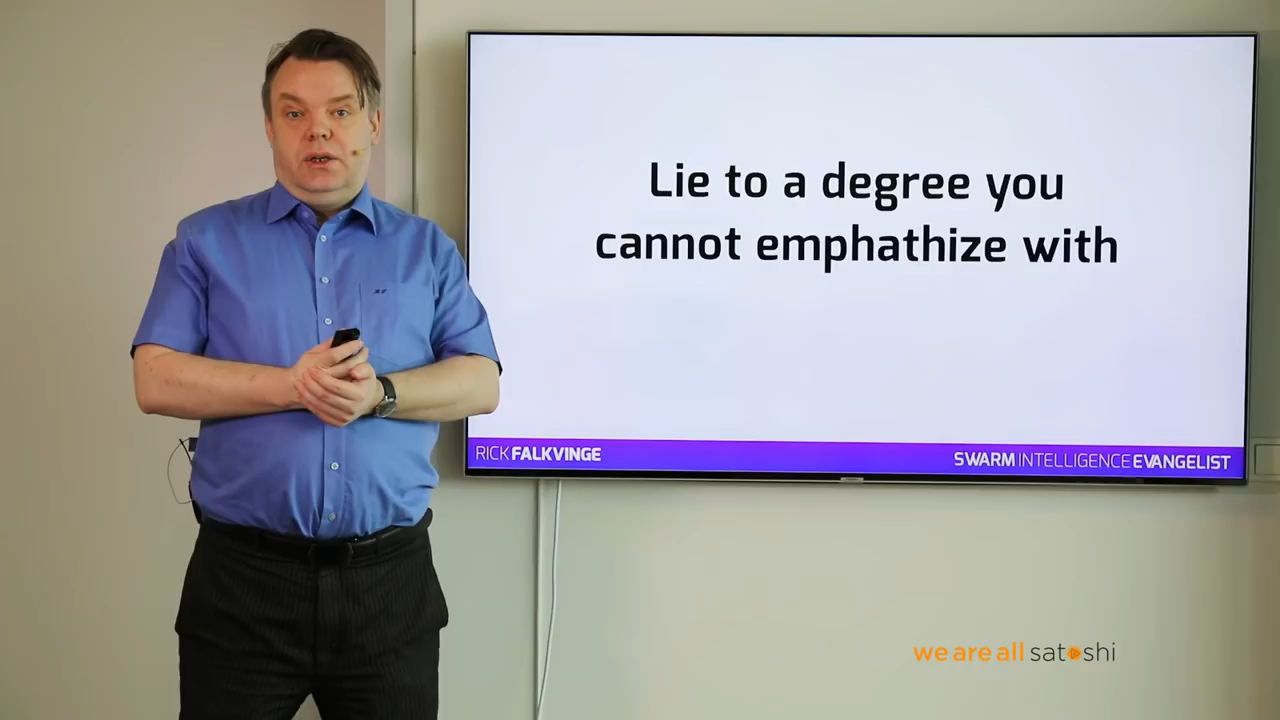 Lie to a degree you
cannot emphathize with
RICK FALKVINGE
SWARM INTELLIGENCE EVANGELIST
we are all satoshi